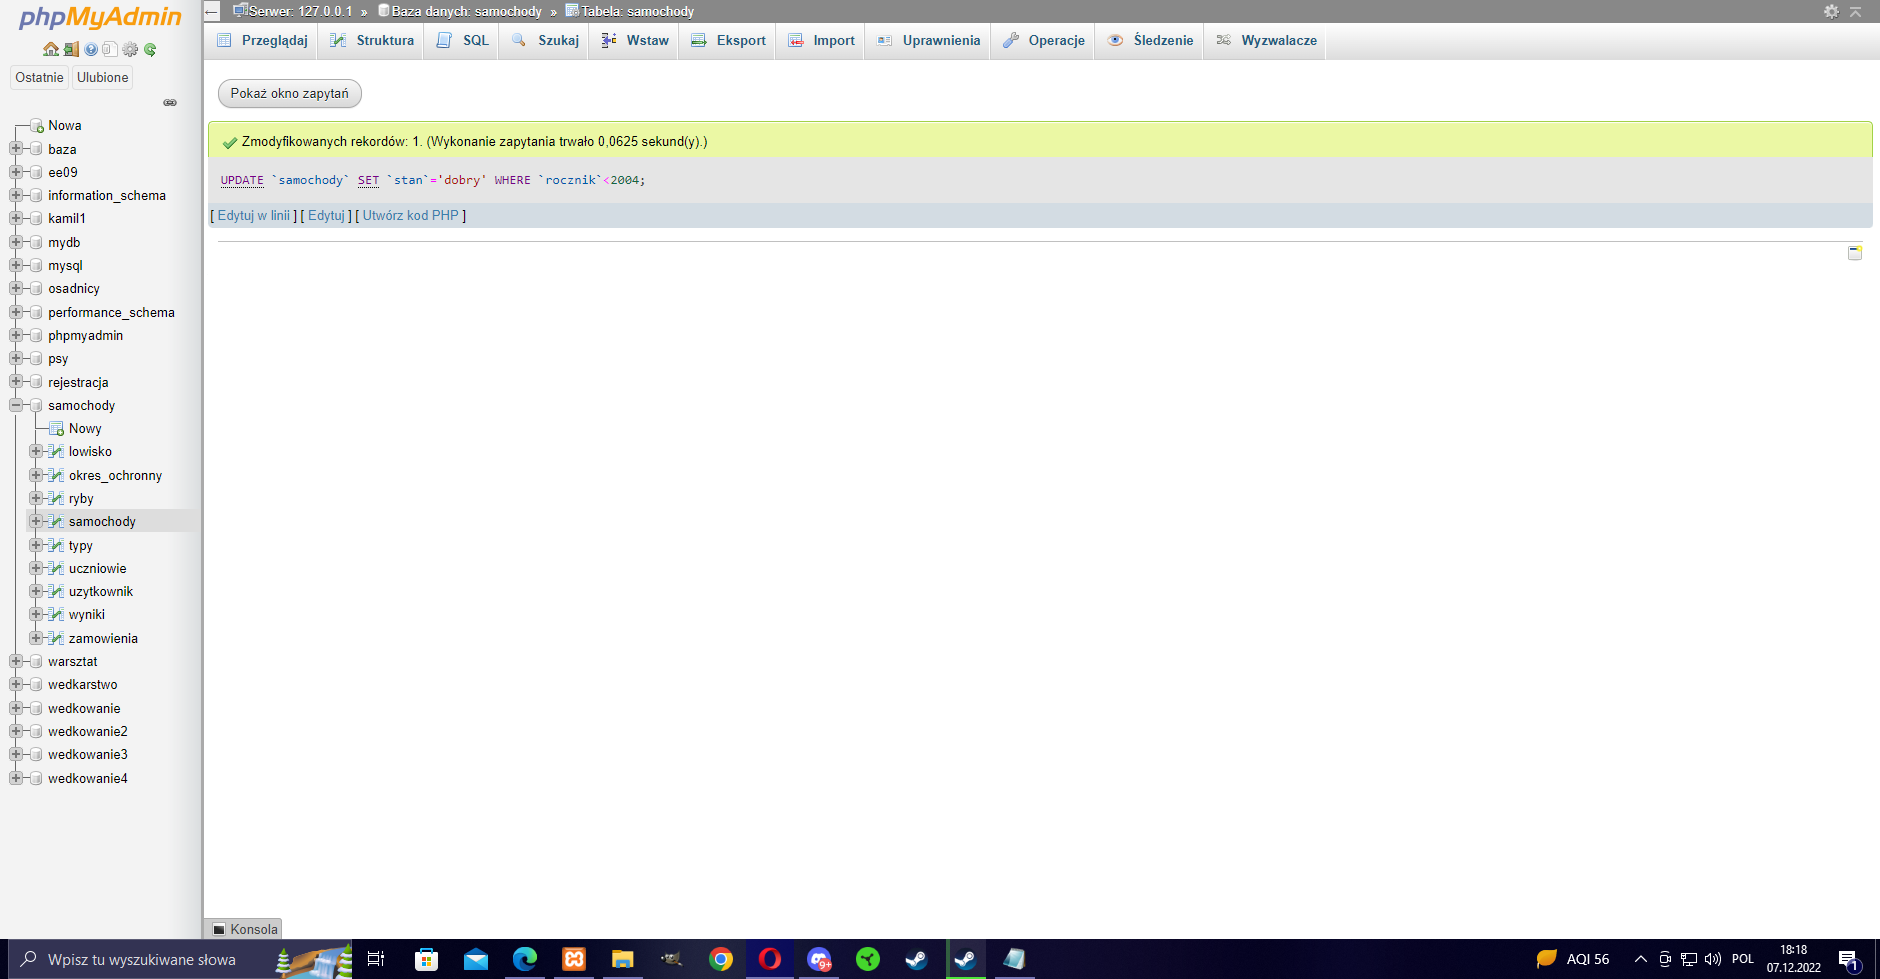 phpMyAdmin
Ostatnie Ulubione
Nowa
baza
ee09
information_schema
kamil1
mydb
mysql
osadnicy
performance_schema
phpmyadmin
psy
rejestracja
samochody
Nowy
lowisko
okres_ochronny
ryby
samochody
typy
uczniowie
uzytkownik
wyniki
zamowienia
warsztat
wedkarstwo
wedkowanie
wedkowanie2
wedkowanie3
wedkowanie4
Serwer: 127.0.0.1 » Baza danych: samochody » Tabela: samochody
Przeglądaj Struktura SQL Szukaj Wstaw Eksport Import Uprawnienia Operacje Śledzenie Wyzwalacze
Pokaż okno zapytań
Zmodyfikowanych rekordów: 1. (Wykonanie zapytania trwało 0,0625 sekund(y).)
UPDATE `samochody` SET `stan`='dobry' WHERE `rocznik`<2004;
[ Edytuj w linii ] [ Edytuj ] [ Utwórz kod PHP ]
Konsola
Wpisz tu wyszukiwane słowa
9+
AQI 56
POL
18:18
07.12.2022
1